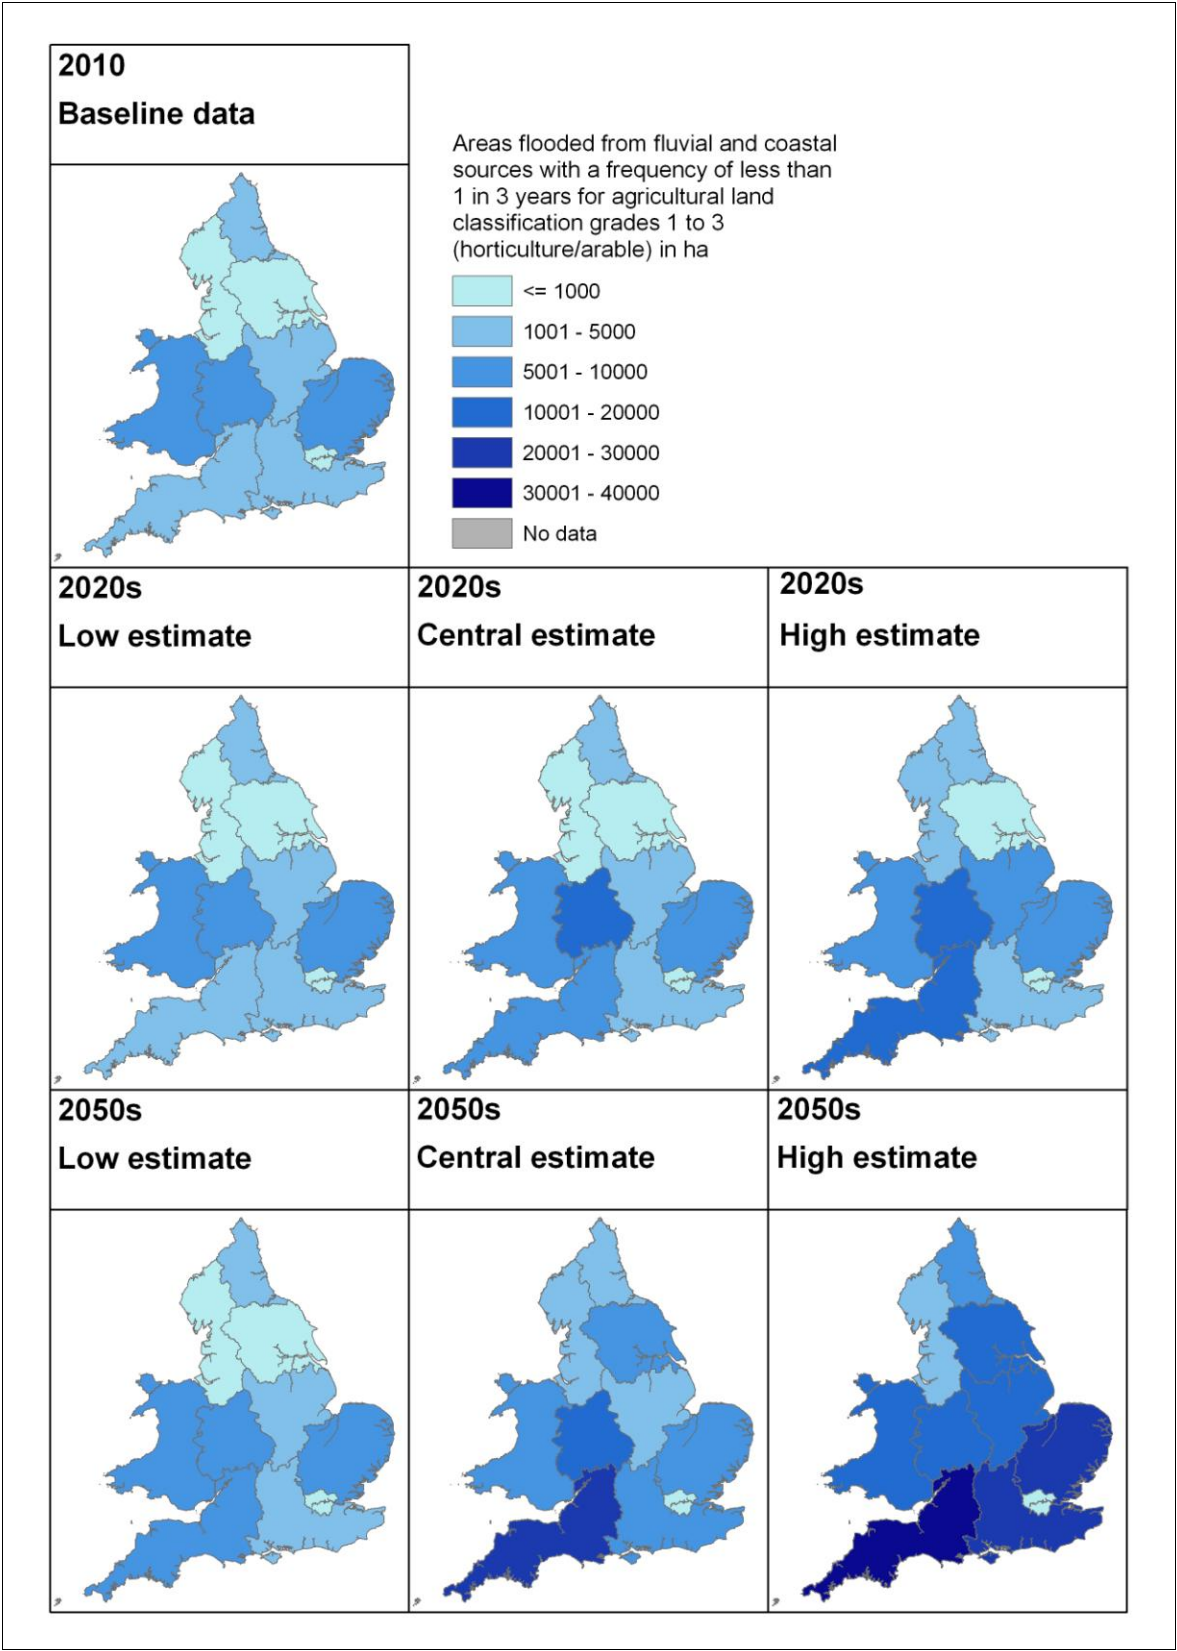 2010
Baseline data
Areas flooded from fluvial and coastal
sources with a frequency of less than
1 in 3 years for agricultural land
classification grades 1 to 3
(horticulture/arable) in ha
<= 1000
1001 - 5000
5001 - 10000
10001 - 20000
20001 - 30000
30001 - 40000
No data
2020s
Low estimate
2020s
Central estimate
2020s
High estimate
2050s
Low estimate
2050s
Central estimate
2050s
High estimate